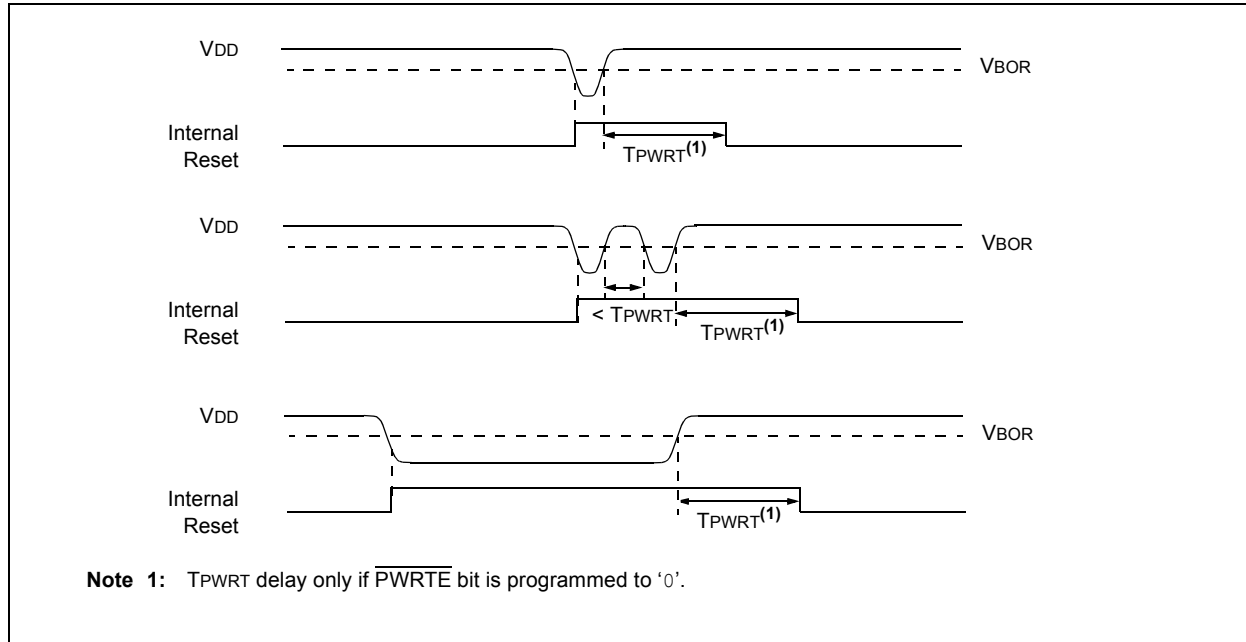 VDD
VBOR
Internal
Reset
TPWRT(1)
VDD
VBOR
Internal
Reset
< TPWRT
TPWRT(1)
VDD
VBOR
Internal
Reset
TPWRT(1)
Note 1: TPWRT delay only if P̅W̅R̅T̅E̅ bit is programmed to ‘0’.